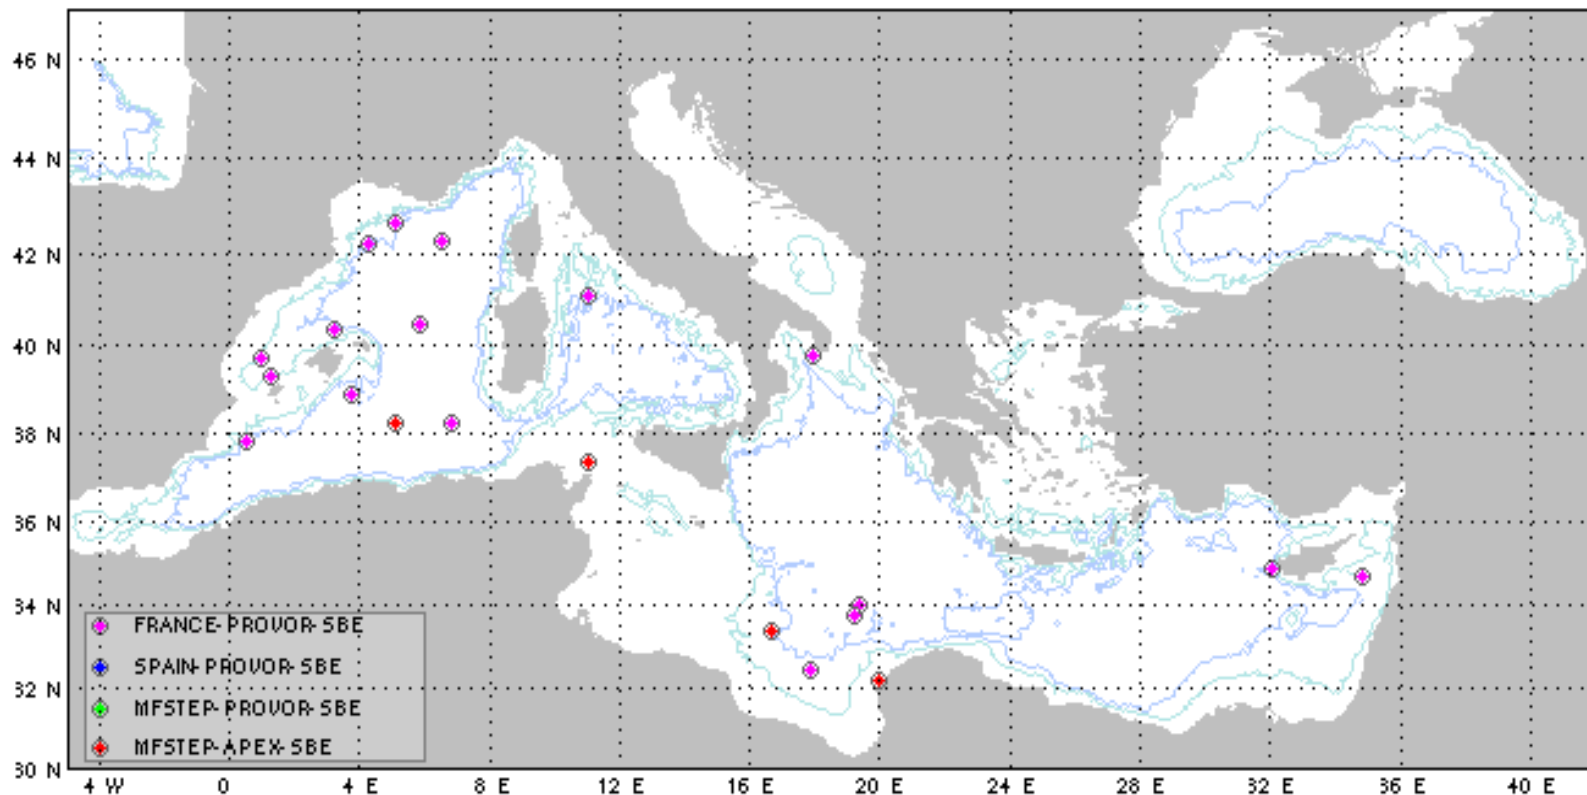 46 N
44 N
42 N
40 N
38 N
36 N
34 N
32 N
30 N
FRANCE-PROVOR-SBE
SPAIN-PROVOR-SBE
MFSTEP-PROVOR-SBE
MFSTEP-APEX-SBE
4 W 0 4 E 8 E 12 E 16 E 20 E 24 E 28 E 32 E 36 E 40 E